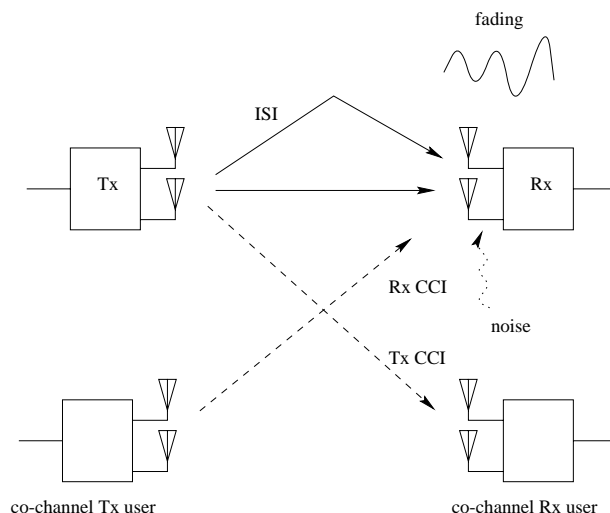 fading
ISI
Tx
Rx
Rx CCI
noise
Tx CCI
co-channel Tx user
co-channel Rx user